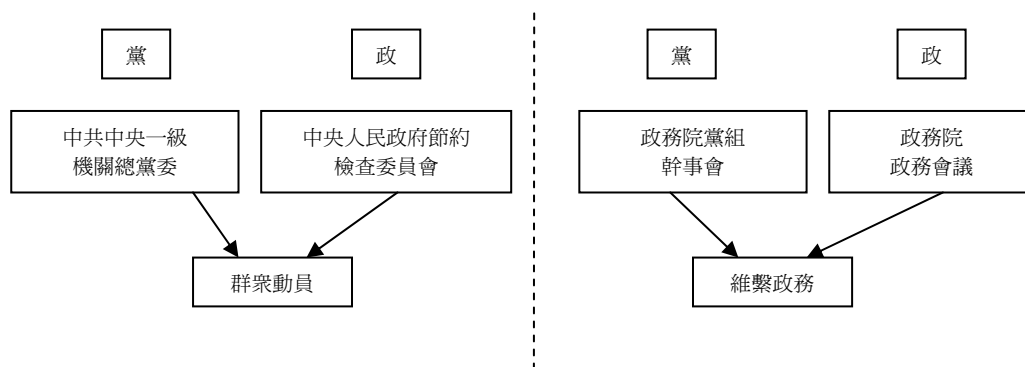 黨
政
中共中央一級
機關總黨委
中央人民政府節約
檢查委員會
群衆動員
黨
政
政務院黨組
幹事會
政務院
政務會議
維繫政務